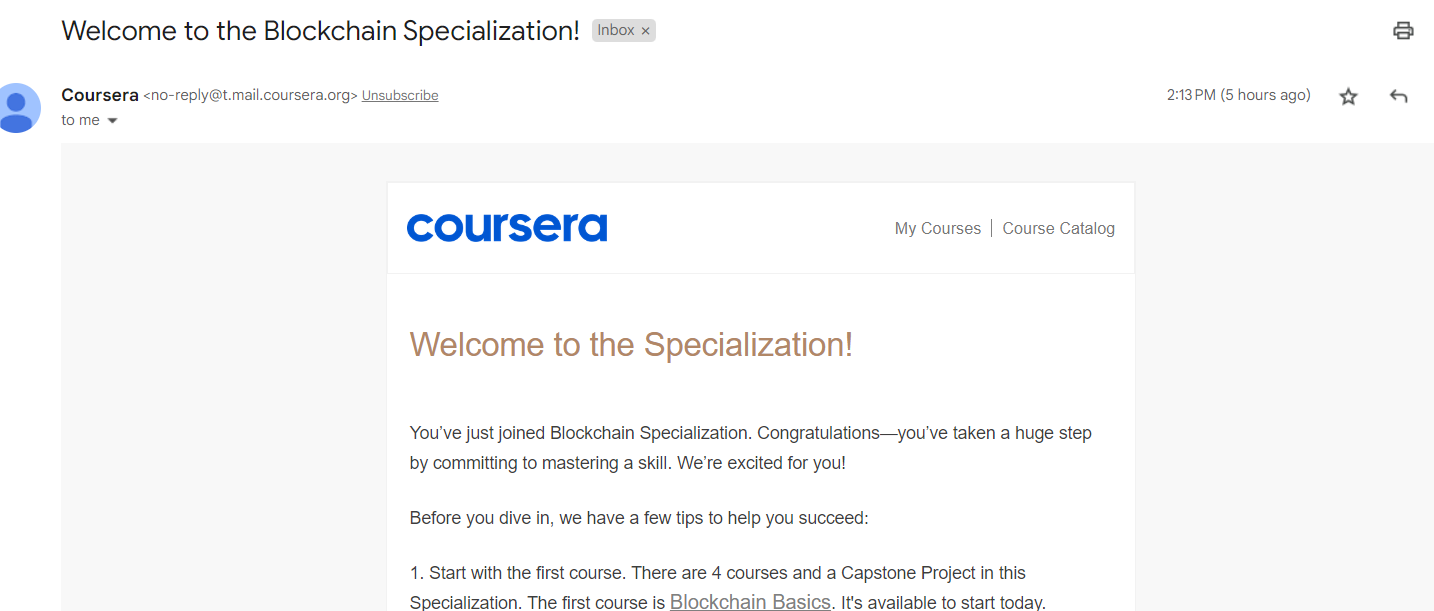 Welcome to the Blockchain Specialization! Inbox ×
Coursera <no-reply@t.mail.coursera.org> Unsubscribe 2:13 PM (5 hours ago)
to me
coursera My Courses | Course Catalog
Welcome to the Specialization!
You’ve just joined Blockchain Specialization. Congratulations—you’ve taken a huge step
by committing to mastering a skill. We’re excited for you!
Before you dive in, we have a few tips to help you succeed:
1. Start with the first course. There are 4 courses and a Capstone Project in this
Specialization. The first course is Blockchain Basics. It's available to start today.